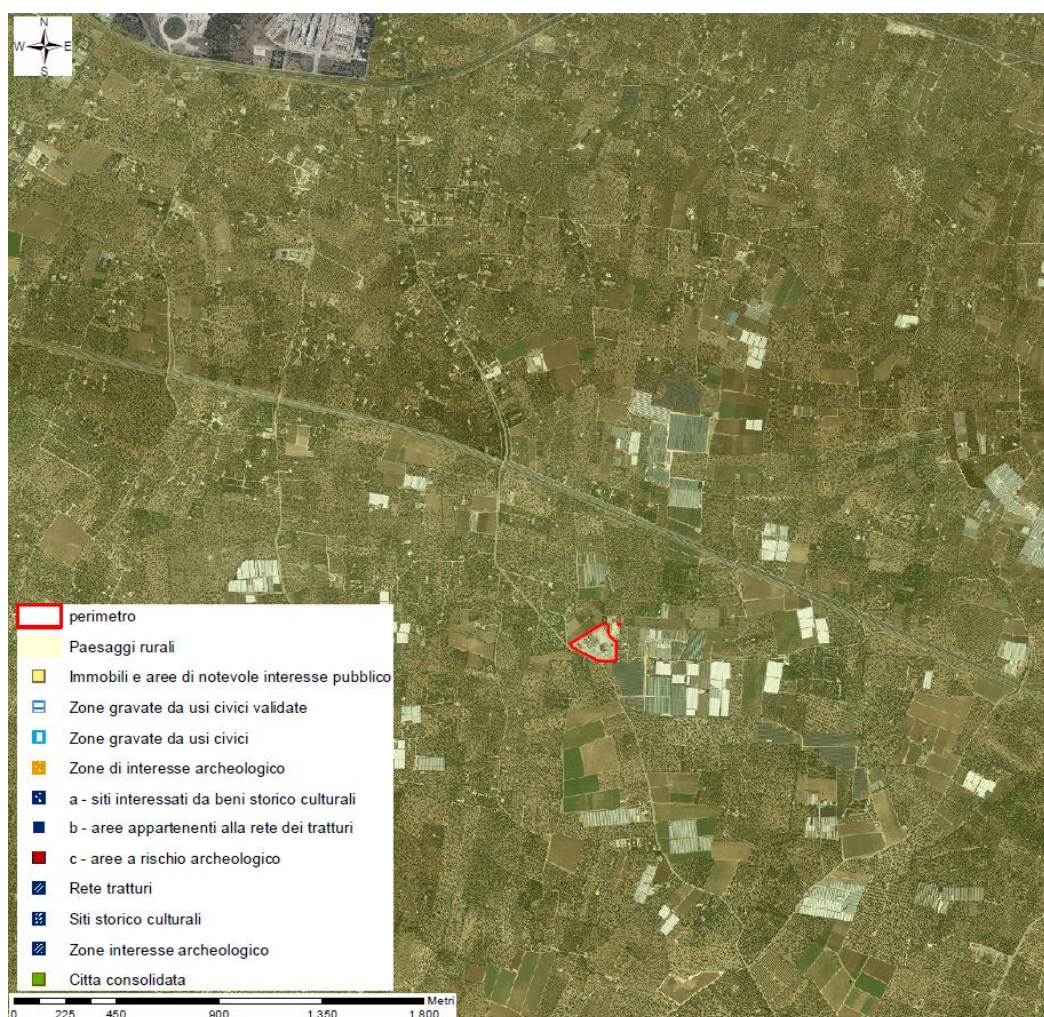 N
W E
S
perimetro
Paesaggi rurali
Immobili e aree di notevole interesse pubblico
Zone gravate da usi civici validate
Zone gravate da usi civici
Zone di interesse archeologico
a - siti interessati da beni storico culturali
b - aree appartenenti alla rete dei tratturi
c - aree a rischio archeologico
Rete tratturi
Siti storico culturali
Zone interesse archeologico
Citta consolidata
Metri
0 225 450 900 1.350 1.800